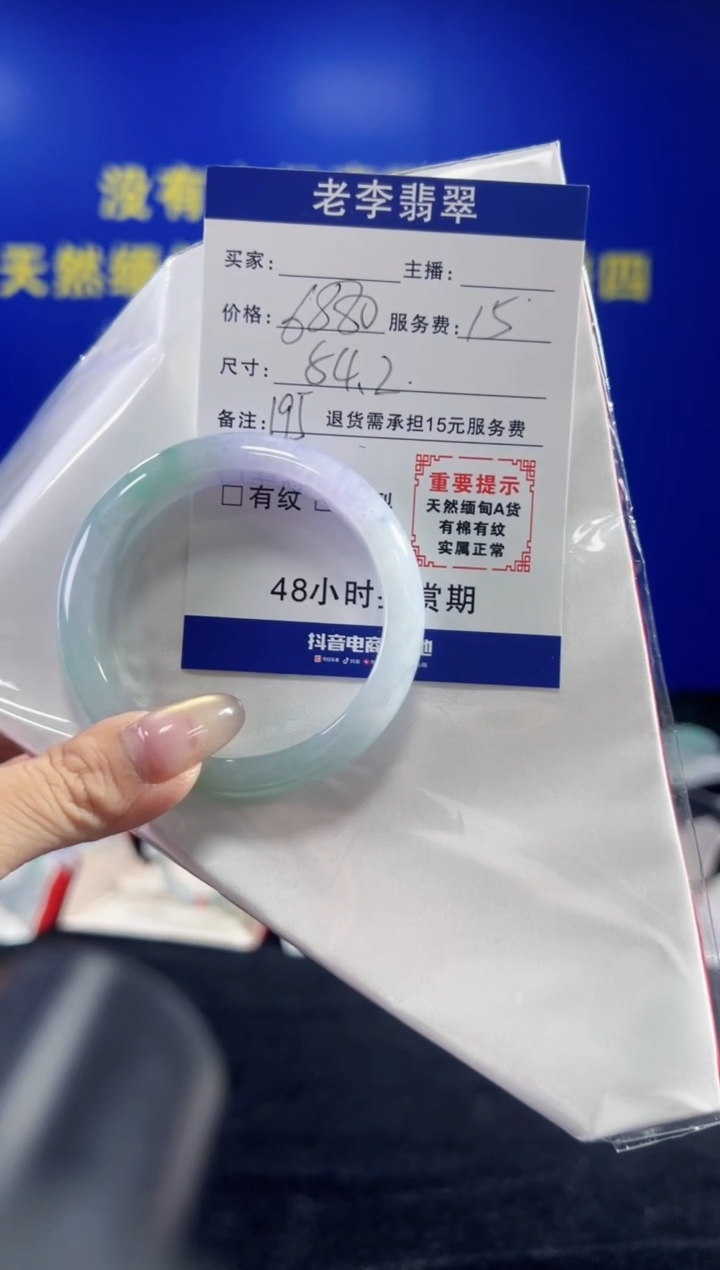 没有
天然缅
四
老李翡翠
买家: 主播:
价格: 6880 服务费: 15
尺寸: 54.2
备注: 195 退货需承担15元服务费
□有纹
重要提示
天然缅甸A货
有棉有纹
实属正常
48小时 赏期
抖音电商 地